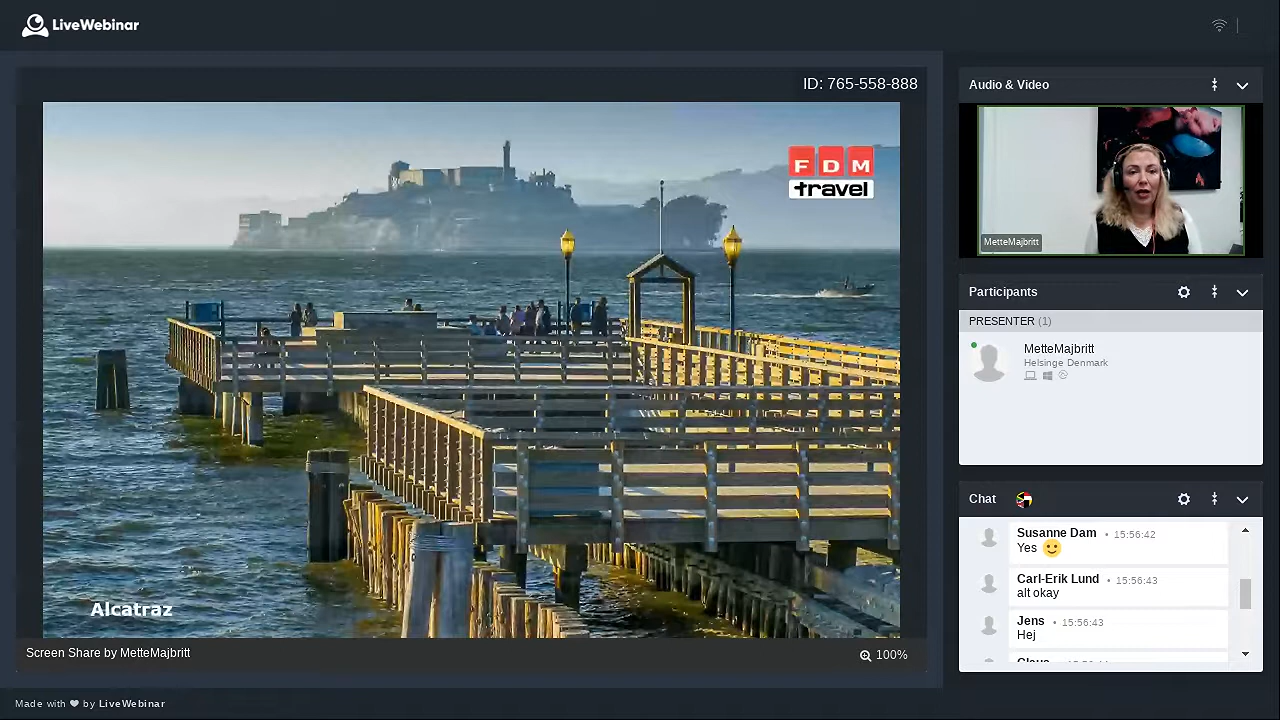 LiveWebinar
ID: 765-558-888
FDM
travel
Alcatraz
Screen Share by MetteMajbritt
100%
Made with by LiveWebinar
Audio & Video
MetteMajbritt
Participants
PRESENTER (1)
MetteMajbritt
Helsinge Denmark
Chat
Susanne Dam • 15:56:42
Yes 🙂
Carl-Erik Lund • 15:56:43
alt okay
Jens • 15:56:43
Hej